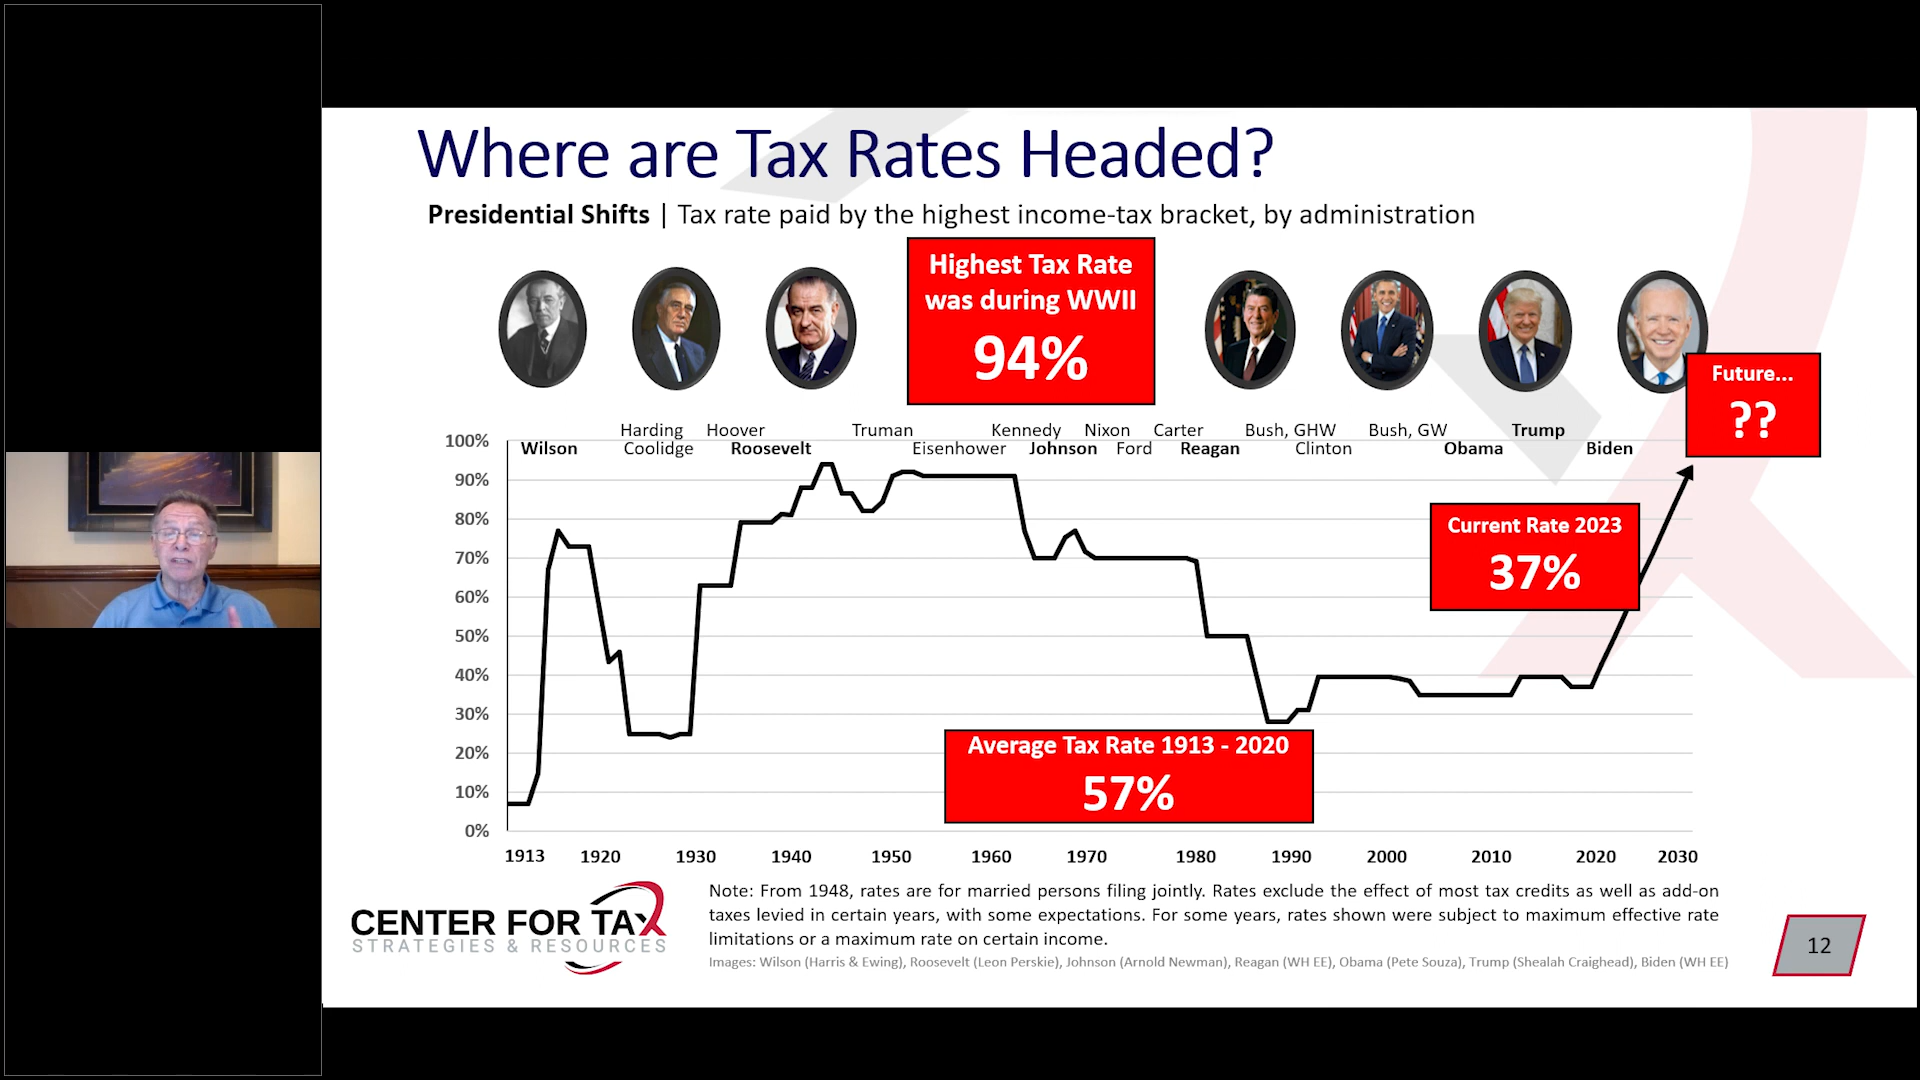 Where are Tax Rates Headed?
Presidential Shifts | Tax rate paid by the highest income-tax bracket, by administration
Highest Tax Rate
was during WWII
94%
Future...
??
Harding Hoover Truman Kennedy Nixon Carter Bush, GHW Bush, GW Trump
Wilson Coolidge Roosevelt Eisenhower Johnson Ford Reagan Clinton Obama Biden
100%
90%
80%
70%
60%
50%
40%
30%
20%
10%
0%
Current Rate 2023
37%
Average Tax Rate 1913 - 2020
57%
1913 1920 1930 1940 1950 1960 1970 1980 1990 2000 2010 2020 2030
CENTER FOR TAX
STRATEGIES & RESOURCES
Note: From 1948, rates are for married persons filing jointly. Rates exclude the effect of most tax credits as well as add-on
taxes levied in certain years, with some expectations. For some years, rates shown were subject to maximum effective rate
limitations or a maximum rate on certain income.
Images: Wilson (Harris & Ewing), Roosevelt (Leon Perskie), Johnson (Arnold Newman), Reagan (WH EE), Obama (Pete Souza), Trump (Shealah Craighead), Biden (WH EE)
12